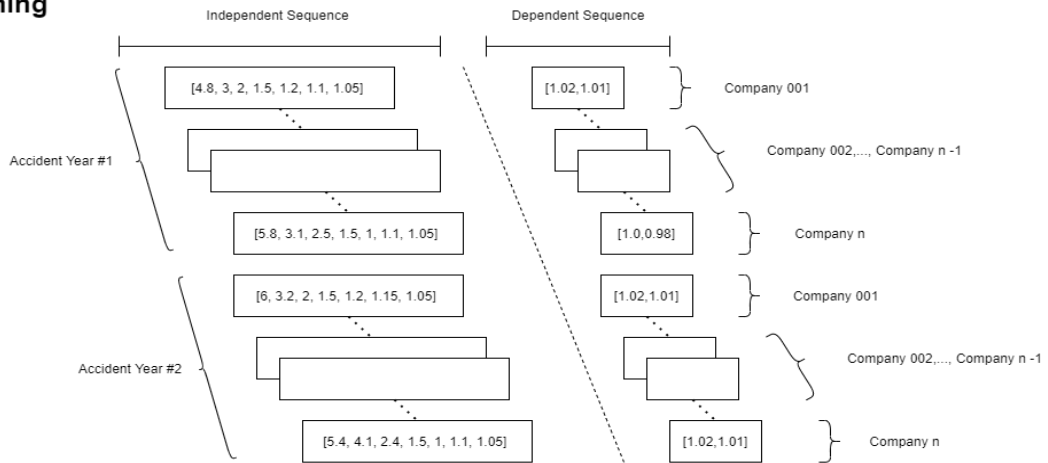 Independent Sequence Dependent Sequence
[4.8, 3, 2, 1.5, 1.2, 1.1, 1.05] [1.02,1.01] Company 001
Accident Year #1 Company 002,..., Company n -1
[5.8, 3.1, 2.5, 1.5, 1, 1.1, 1.05] [1.0,0.98] Company n
[6, 3.2, 2, 1.5, 1.2, 1.15, 1.05] [1.02,1.01] Company 001
Accident Year #2 Company 002,..., Company n -1
[5.4, 4.1, 2.4, 1.5, 1, 1.1, 1.05] [1.02,1.01] Company n